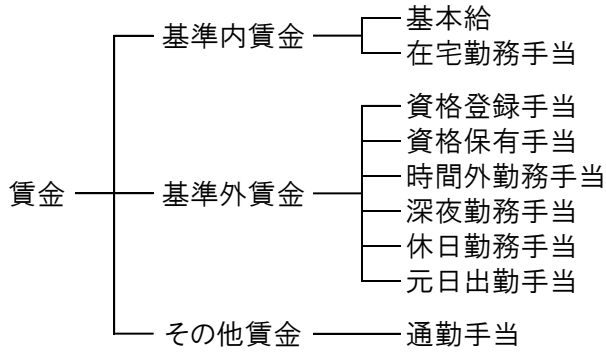 賃金
基準内賃金
基本給
在宅勤務手当
基準外賃金
資格登録手当
資格保有手当
時間外勤務手当
深夜勤務手当
休日勤務手当
元日出勤手当
その他賃金
通勤手当